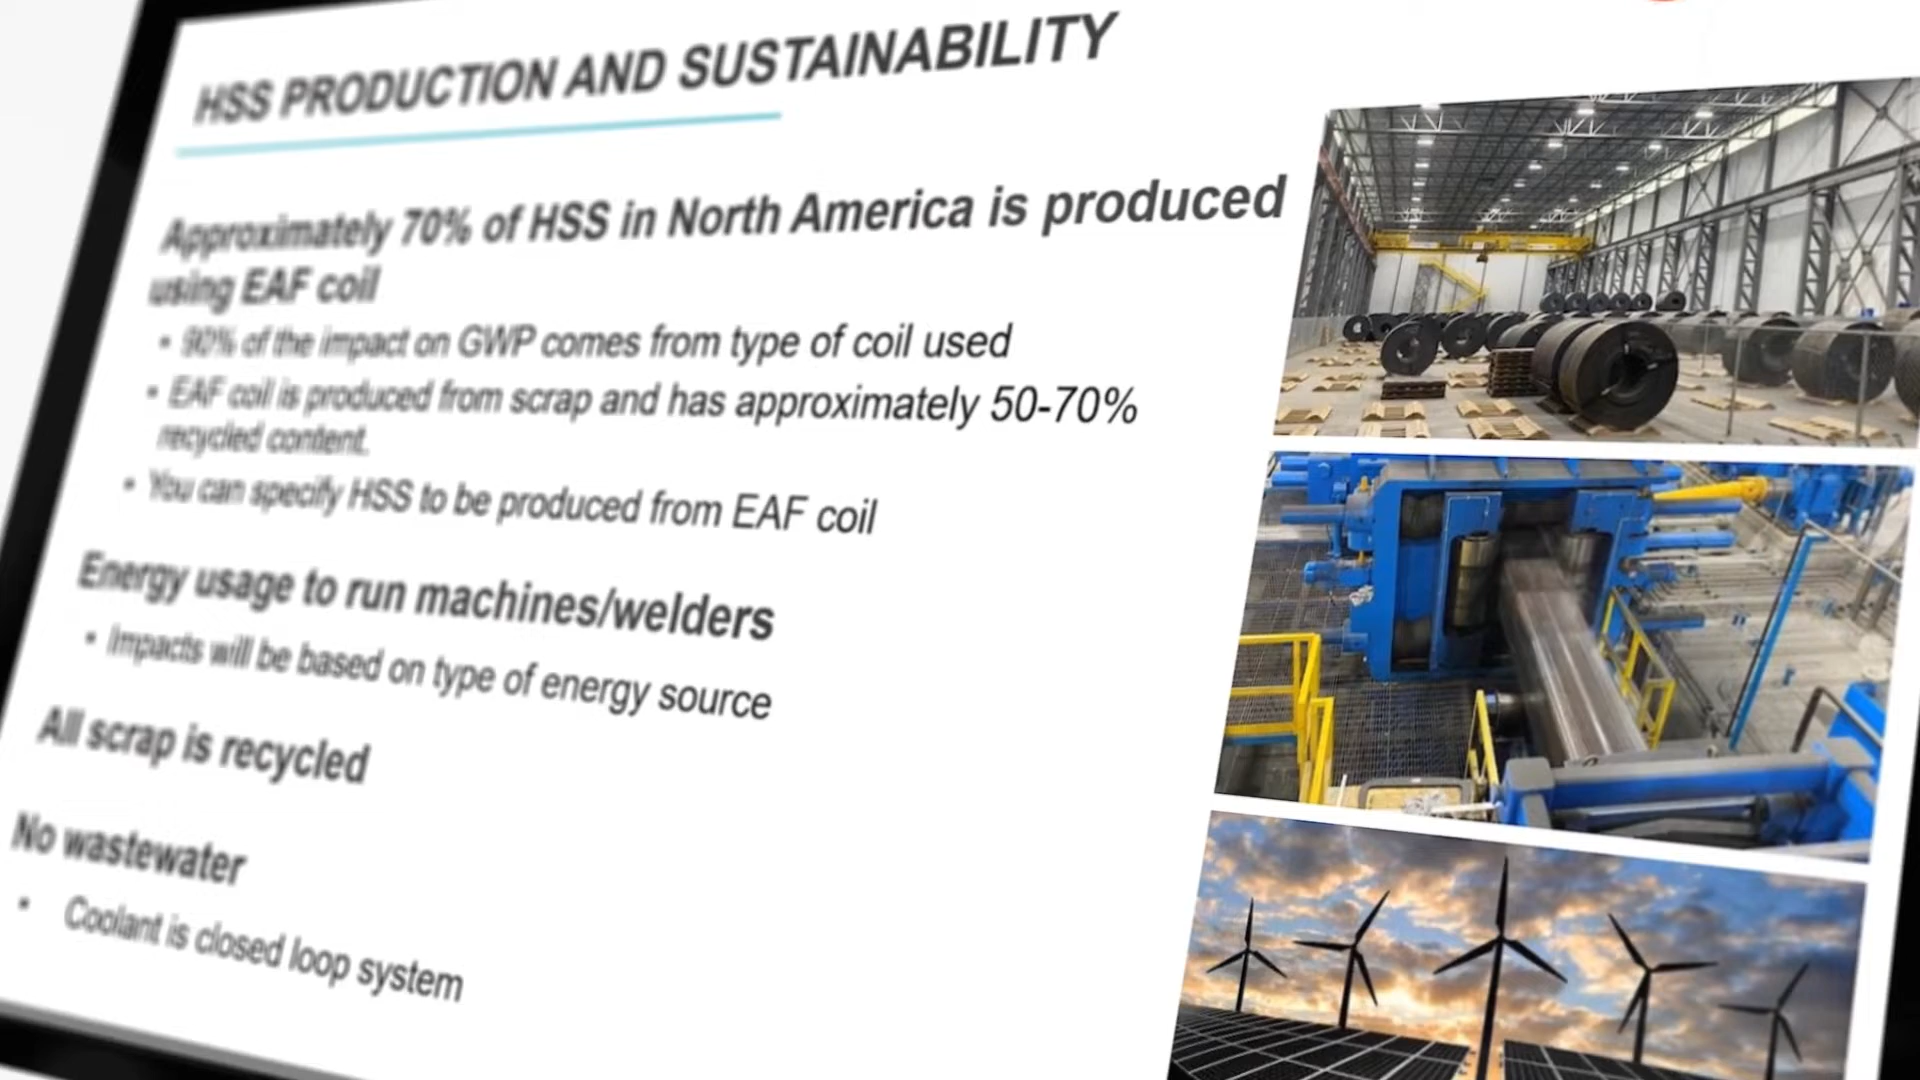 HSS PRODUCTION AND SUSTAINABILITY
Approximately 70% of HSS in North America is produced
using EAF coil
• 90% of the impact on GWP comes from type of coil used
• EAF coil is produced from scrap and has approximately 50-70%
recycled content.
• You can specify HSS to be produced from EAF coil
Energy usage to run machines/welders
• Impacts will be based on type of energy source
All scrap is recycled
No wastewater
• Coolant is closed loop system